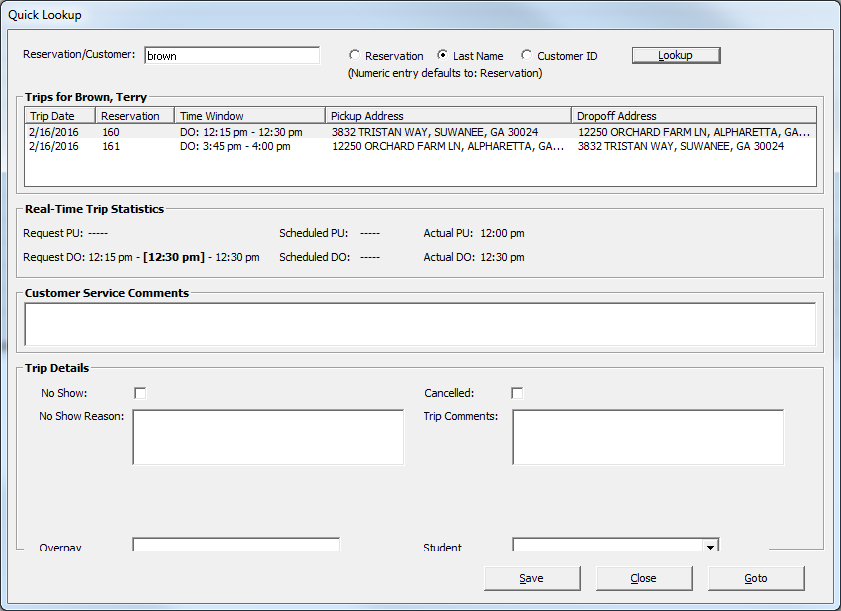 Quick Lookup
Reservation/Customer: brown Reservation Last Name Customer ID Lookup
(Numeric entry defaults to: Reservation)
Trips for Brown, Terry
Trip Date Reservation Time Window Pickup Address Dropoff Address
2/16/2016 160 DO: 12:15 pm - 12:30 pm 3832 TRISTAN WAY, SUWANEE, GA 30024 12250 ORCHARD FARM LN, ALPHARETTA, GA...
2/16/2016 161 DO: 3:45 pm - 4:00 pm 12250 ORCHARD FARM LN, ALPHARETTA, GA... 3832 TRISTAN WAY, SUWANEE, GA 30024
Real-Time Trip Statistics
Request PU: ----- Scheduled PU: ----- Actual PU: 12:00 pm
Request DO: 12:15 pm - [12:30 pm] - 12:30 pm Scheduled DO: ----- Actual DO: 12:30 pm
Customer Service Comments
Trip Details
No Show: Cancelled:
No Show Reason: Trip Comments:
Overpay Student
Save Close Goto